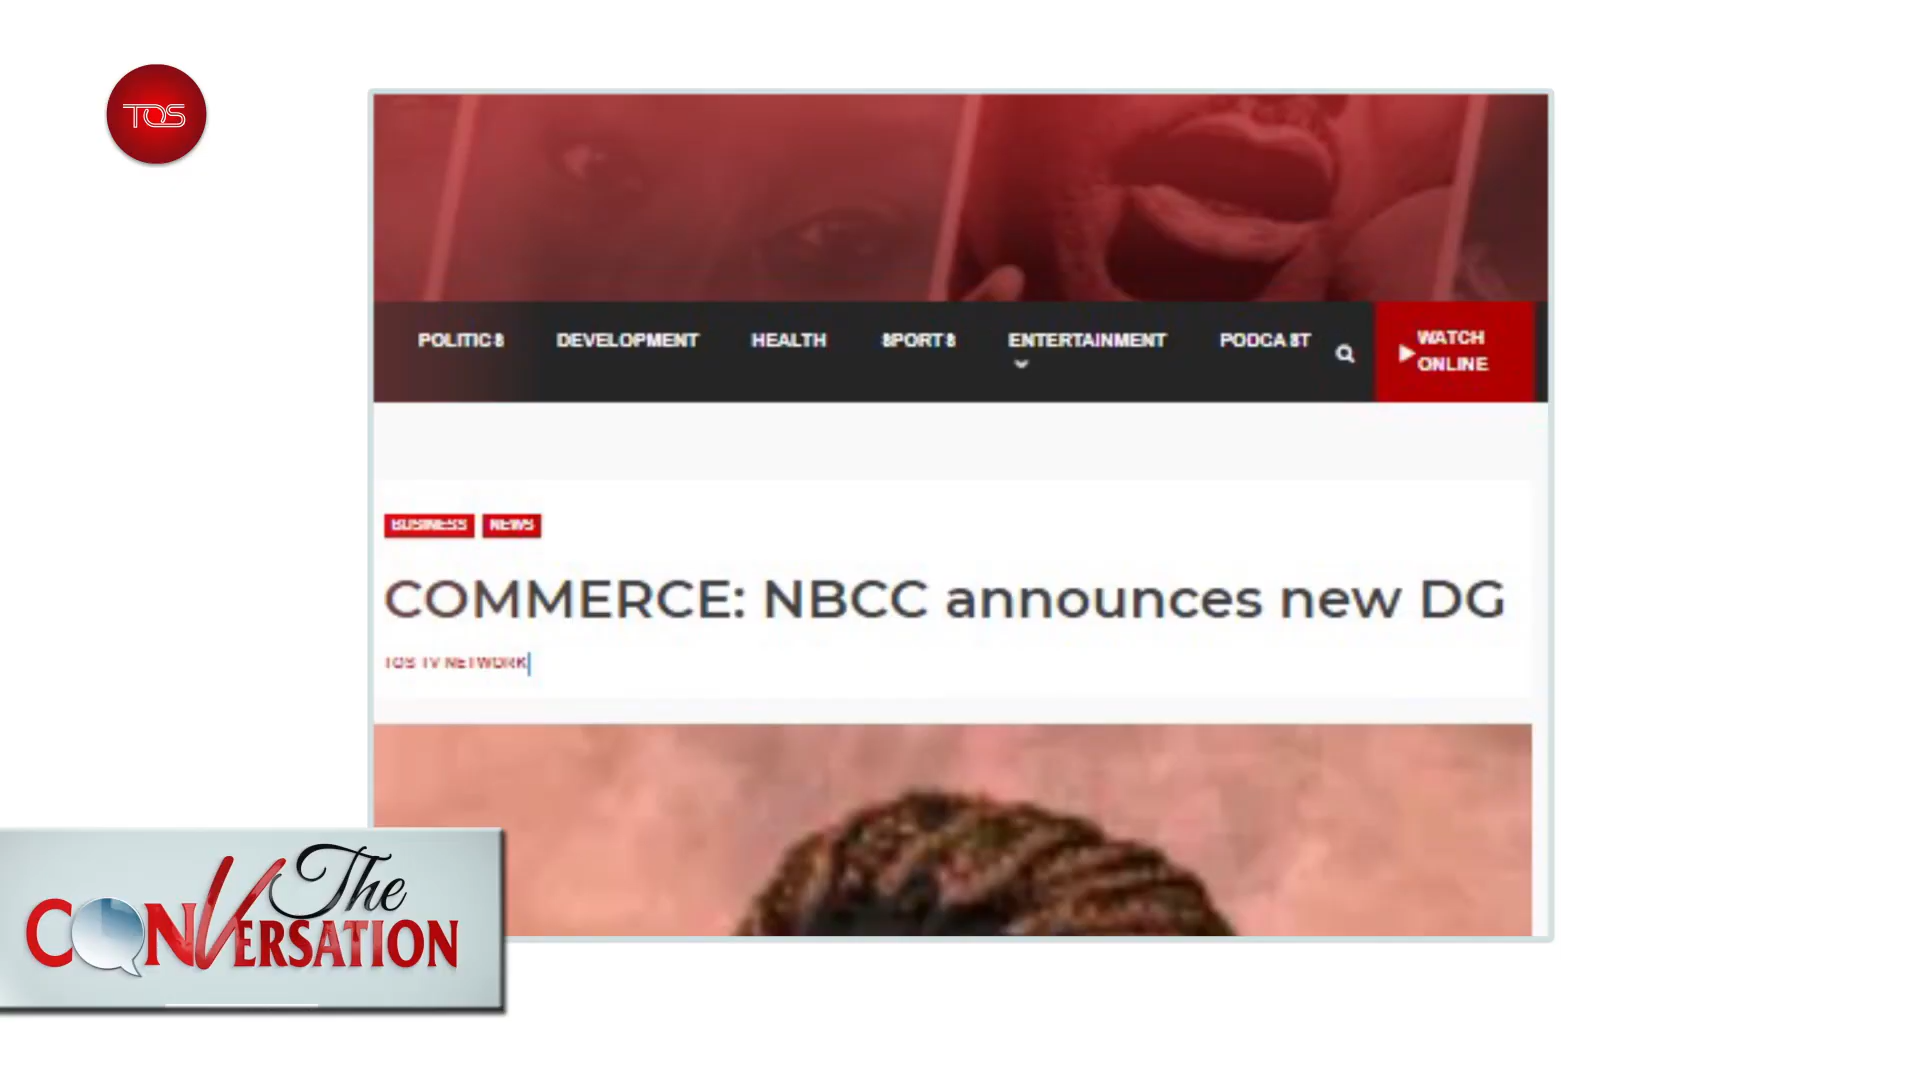 TOS
POLITICS DEVELOPMENT HEALTH SPORTS ENTERTAINMENT PODCAST WATCH ONLINE
BUSINESS NEWS
COMMERCE: NBCC announces new DG
TOS TV NETWORK
The
CONVERSATION